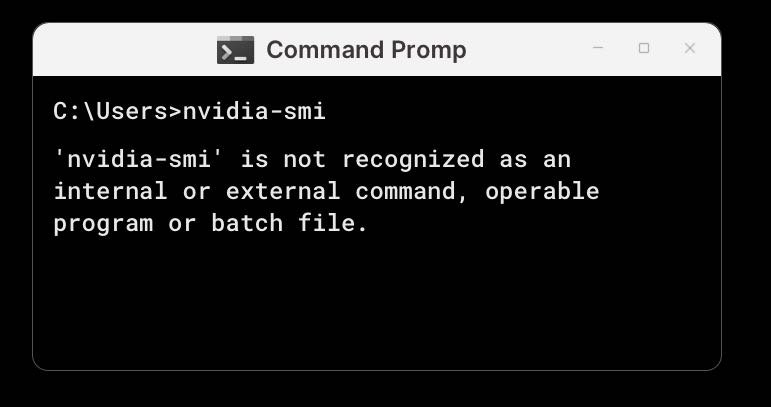 Command Promp
C:\Users>nvidia-smi
'nvidia-smi' is not recognized as an
internal or external command, operable
program or batch file.